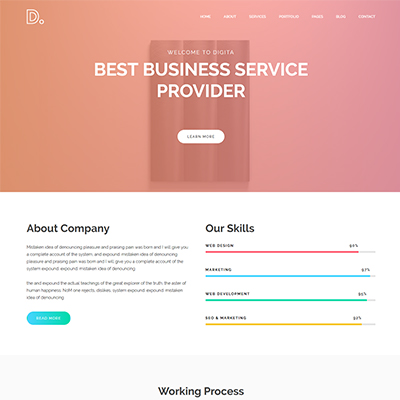 D.
HOME ABOUT SERVICES PORTFOLIO PAGES BLOG CONTACT
WELCOME TO DIGITA
BEST BUSINESS SERVICE
PROVIDER
LEARN MORE
About Company
Mistaken idea of denouncing pleasure and praising pain was born and I will give you
a complete account of the system, and expound mistaken idea of denouncing
pleasure and praising pain was born and I will give you a complete account of the
system expound. expound mistaken idea of denouncing.
the and expound the actual teachings of the great explorer of the truth, the aster of
human happiness. NoM one rejects, dislikes, system expound. expound mistaken
idea of denouncing
READ MORE
Our Skills
WEB DESIGN 90%
MARKETING 97%
WEB DEVELOPMENT 95%
SEO & MARKETING 92%
Working Process